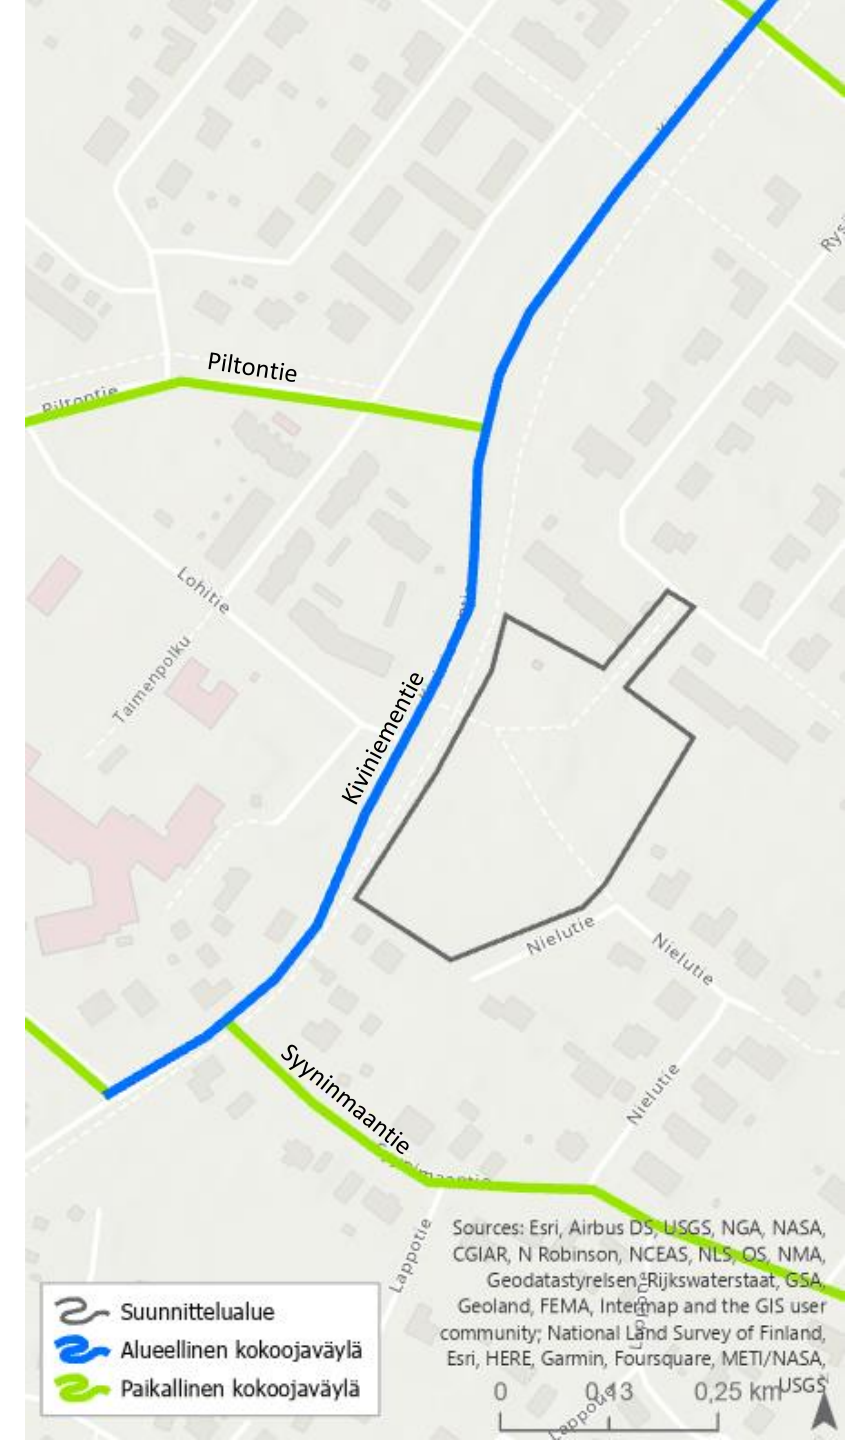 Rys
Piltontie
Piltontie
Lohitie
Taimenpolku
Kiviniementie
Nielutie
Nielutie
Nielutie
Syyninmaantie
Lappotie
Sources: Esri, Airbus DS, USGS, NGA, NASA,
CGIAR, N Robinson, NCEAS, NLS, OS, NMA,
Geodatastyrelsen, Rijkswaterstaat, GSA,
Geoland, FEMA, Intermap and the GIS user
community; National Land Survey of Finland,
Esri, HERE, Garmin, Foursquare, METI/NASA,
USGS
Suunnittelualue
Alueellinen kokoojaväylä
Paikallinen kokoojaväylä
0 0,13 0,25 km